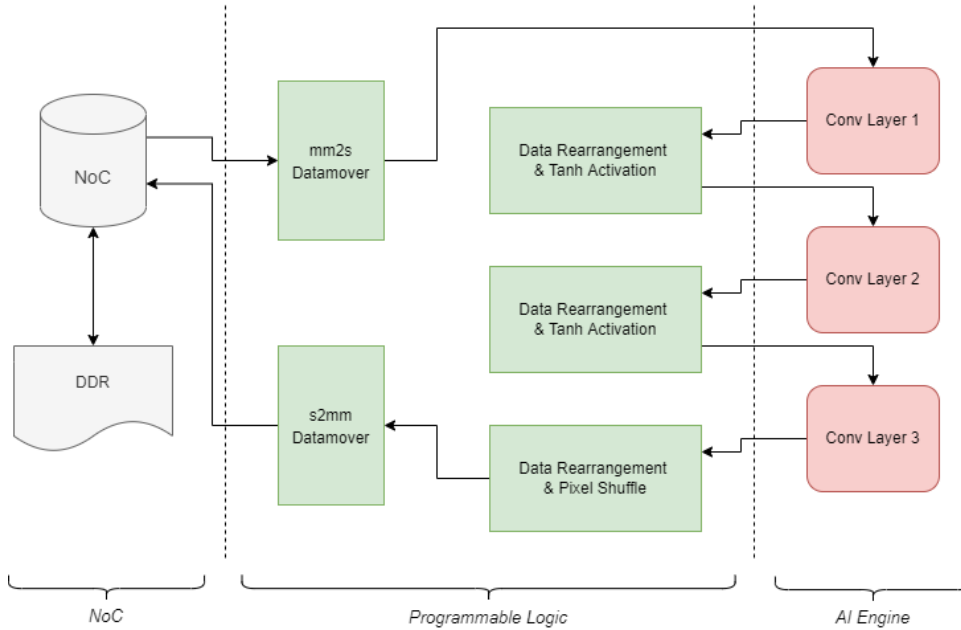 NoC
DDR
mm2s
Datamover
s2mm
Datamover
Data Rearrangement
& Tanh Activation
Data Rearrangement
& Tanh Activation
Data Rearrangement
& Pixel Shuffle
Conv Layer 1
Conv Layer 2
Conv Layer 3
NoC
Programmable Logic
AI Engine